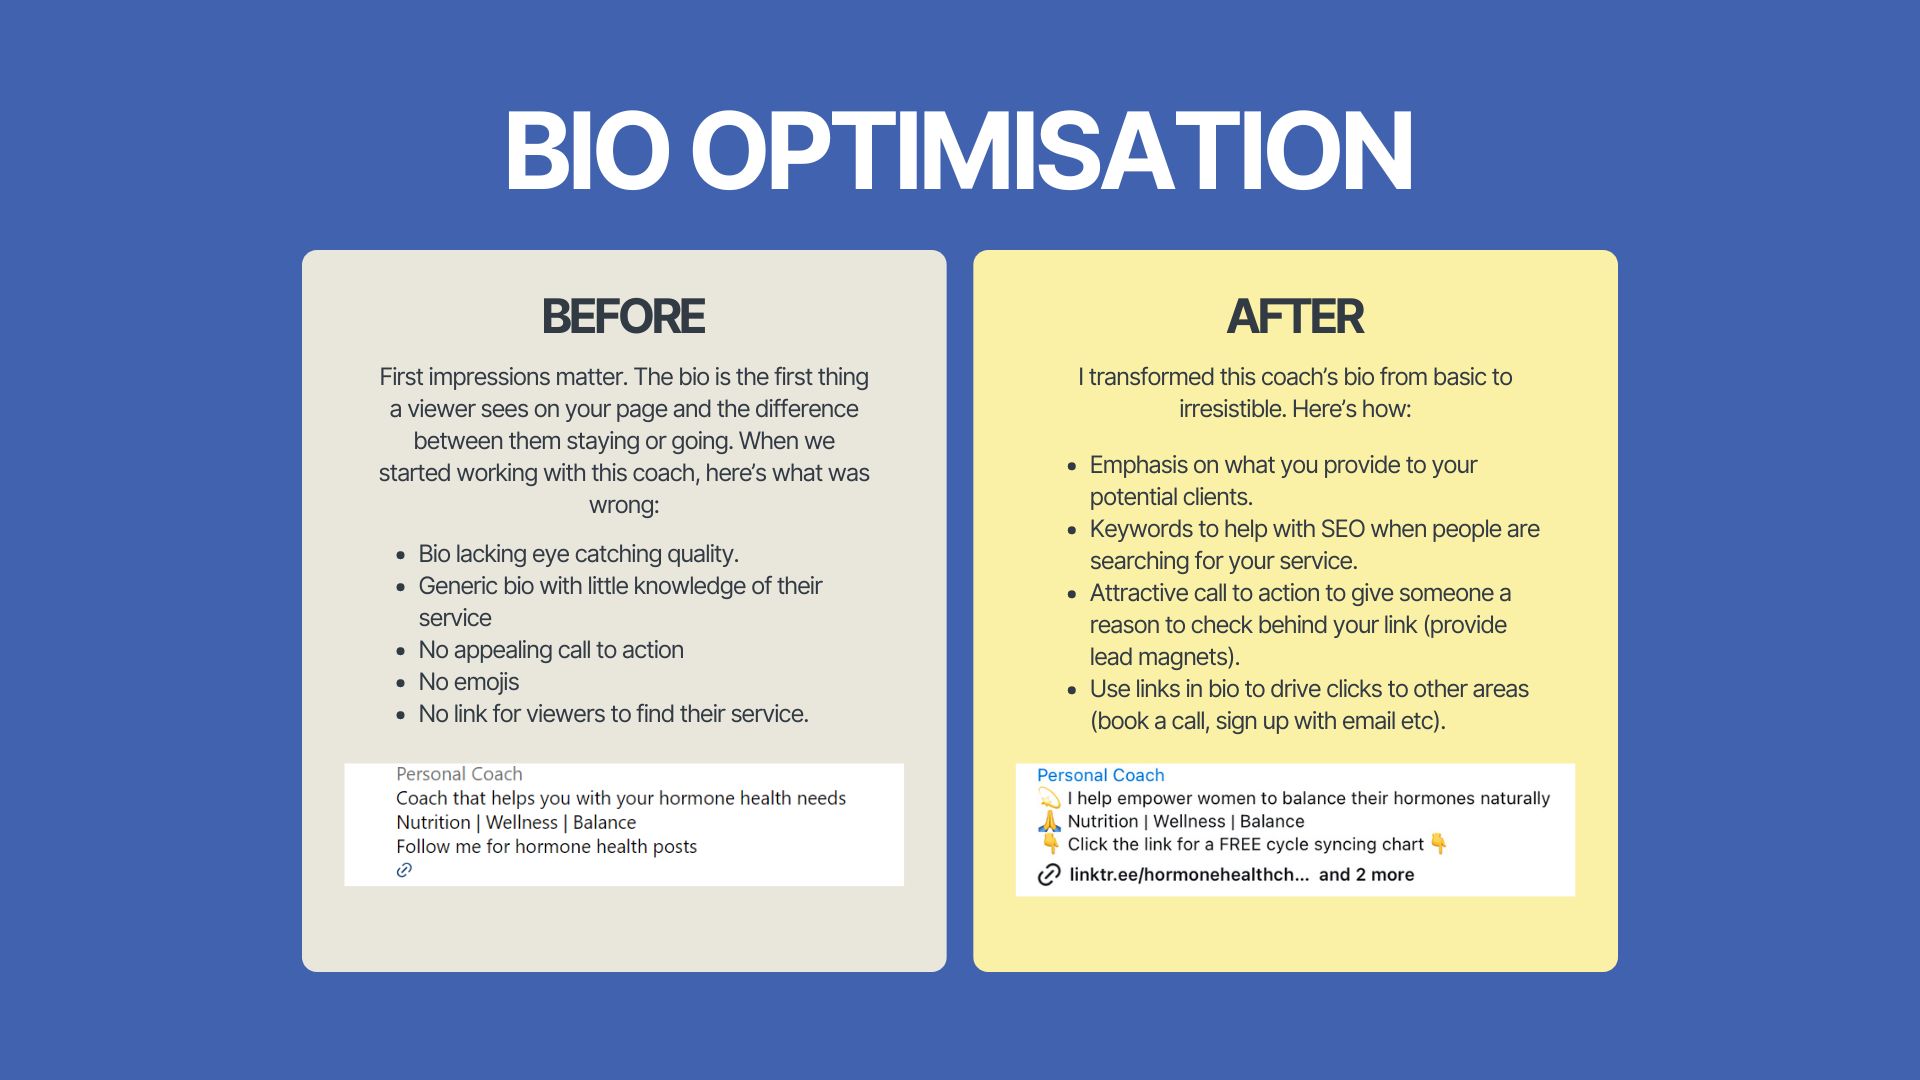 BIO OPTIMISATION
BEFORE
First impressions matter. The bio is the first thing
a viewer sees on your page and the difference
between them staying or going. When we
started working with this coach, here’s what was
wrong:
• Bio lacking eye catching quality.
• Generic bio with little knowledge of their
service
• No appealing call to action
• No emojis
• No link for viewers to find their service.
Personal Coach
Coach that helps you with your hormone health needs
Nutrition | Wellness | Balance
Follow me for hormone health posts
AFTER
I transformed this coach’s bio from basic to
irresistible. Here’s how:
• Emphasis on what you provide to your
potential clients.
• Keywords to help with SEO when people are
searching for your service.
• Attractive call to action to give someone a
reason to check behind your link (provide
lead magnets).
• Use links in bio to drive clicks to other areas
(book a call, sign up with email etc).
Personal Coach
💫 I help empower women to balance their hormones naturally
🙏 Nutrition | Wellness | Balance
👇 Click the link for a FREE cycle syncing chart 👇
linktr.ee/hormonehealthch... and 2 more